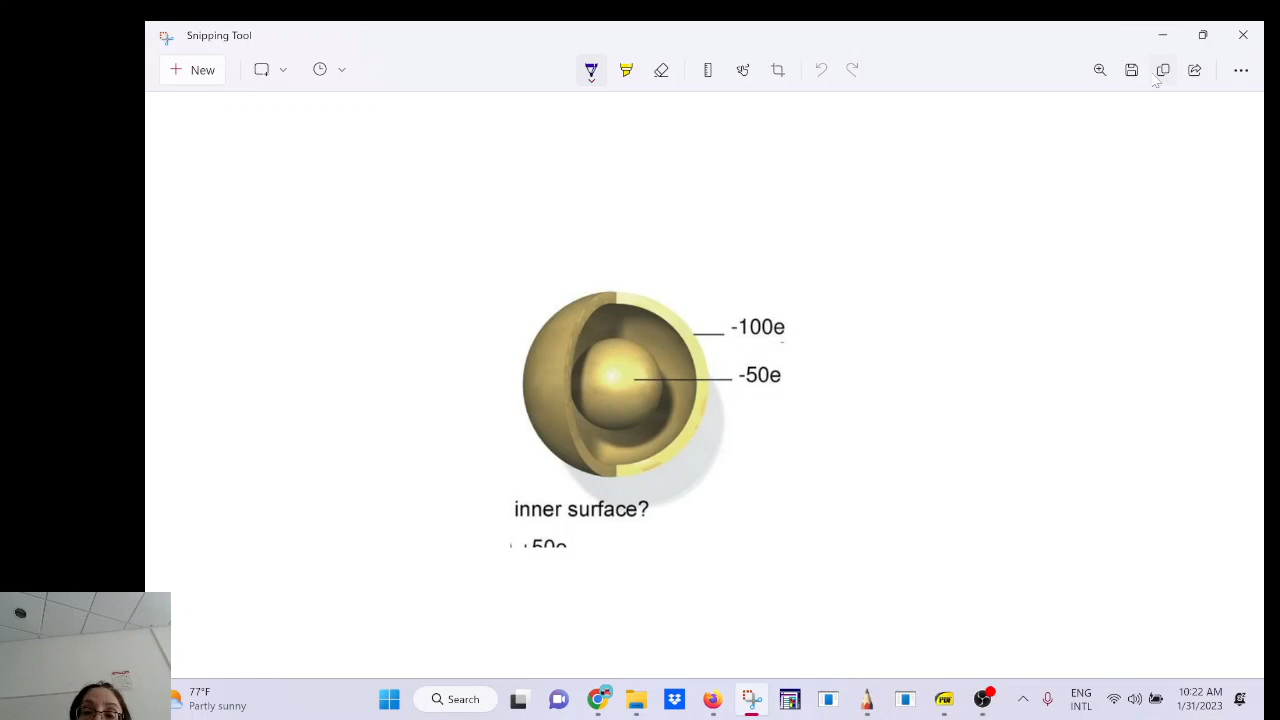 Snipping Tool
New
-100e
-50e
inner surface?
+50e
77°F
Partly sunny
Search
ENG
INTL
10:22 AM
1/31/2023